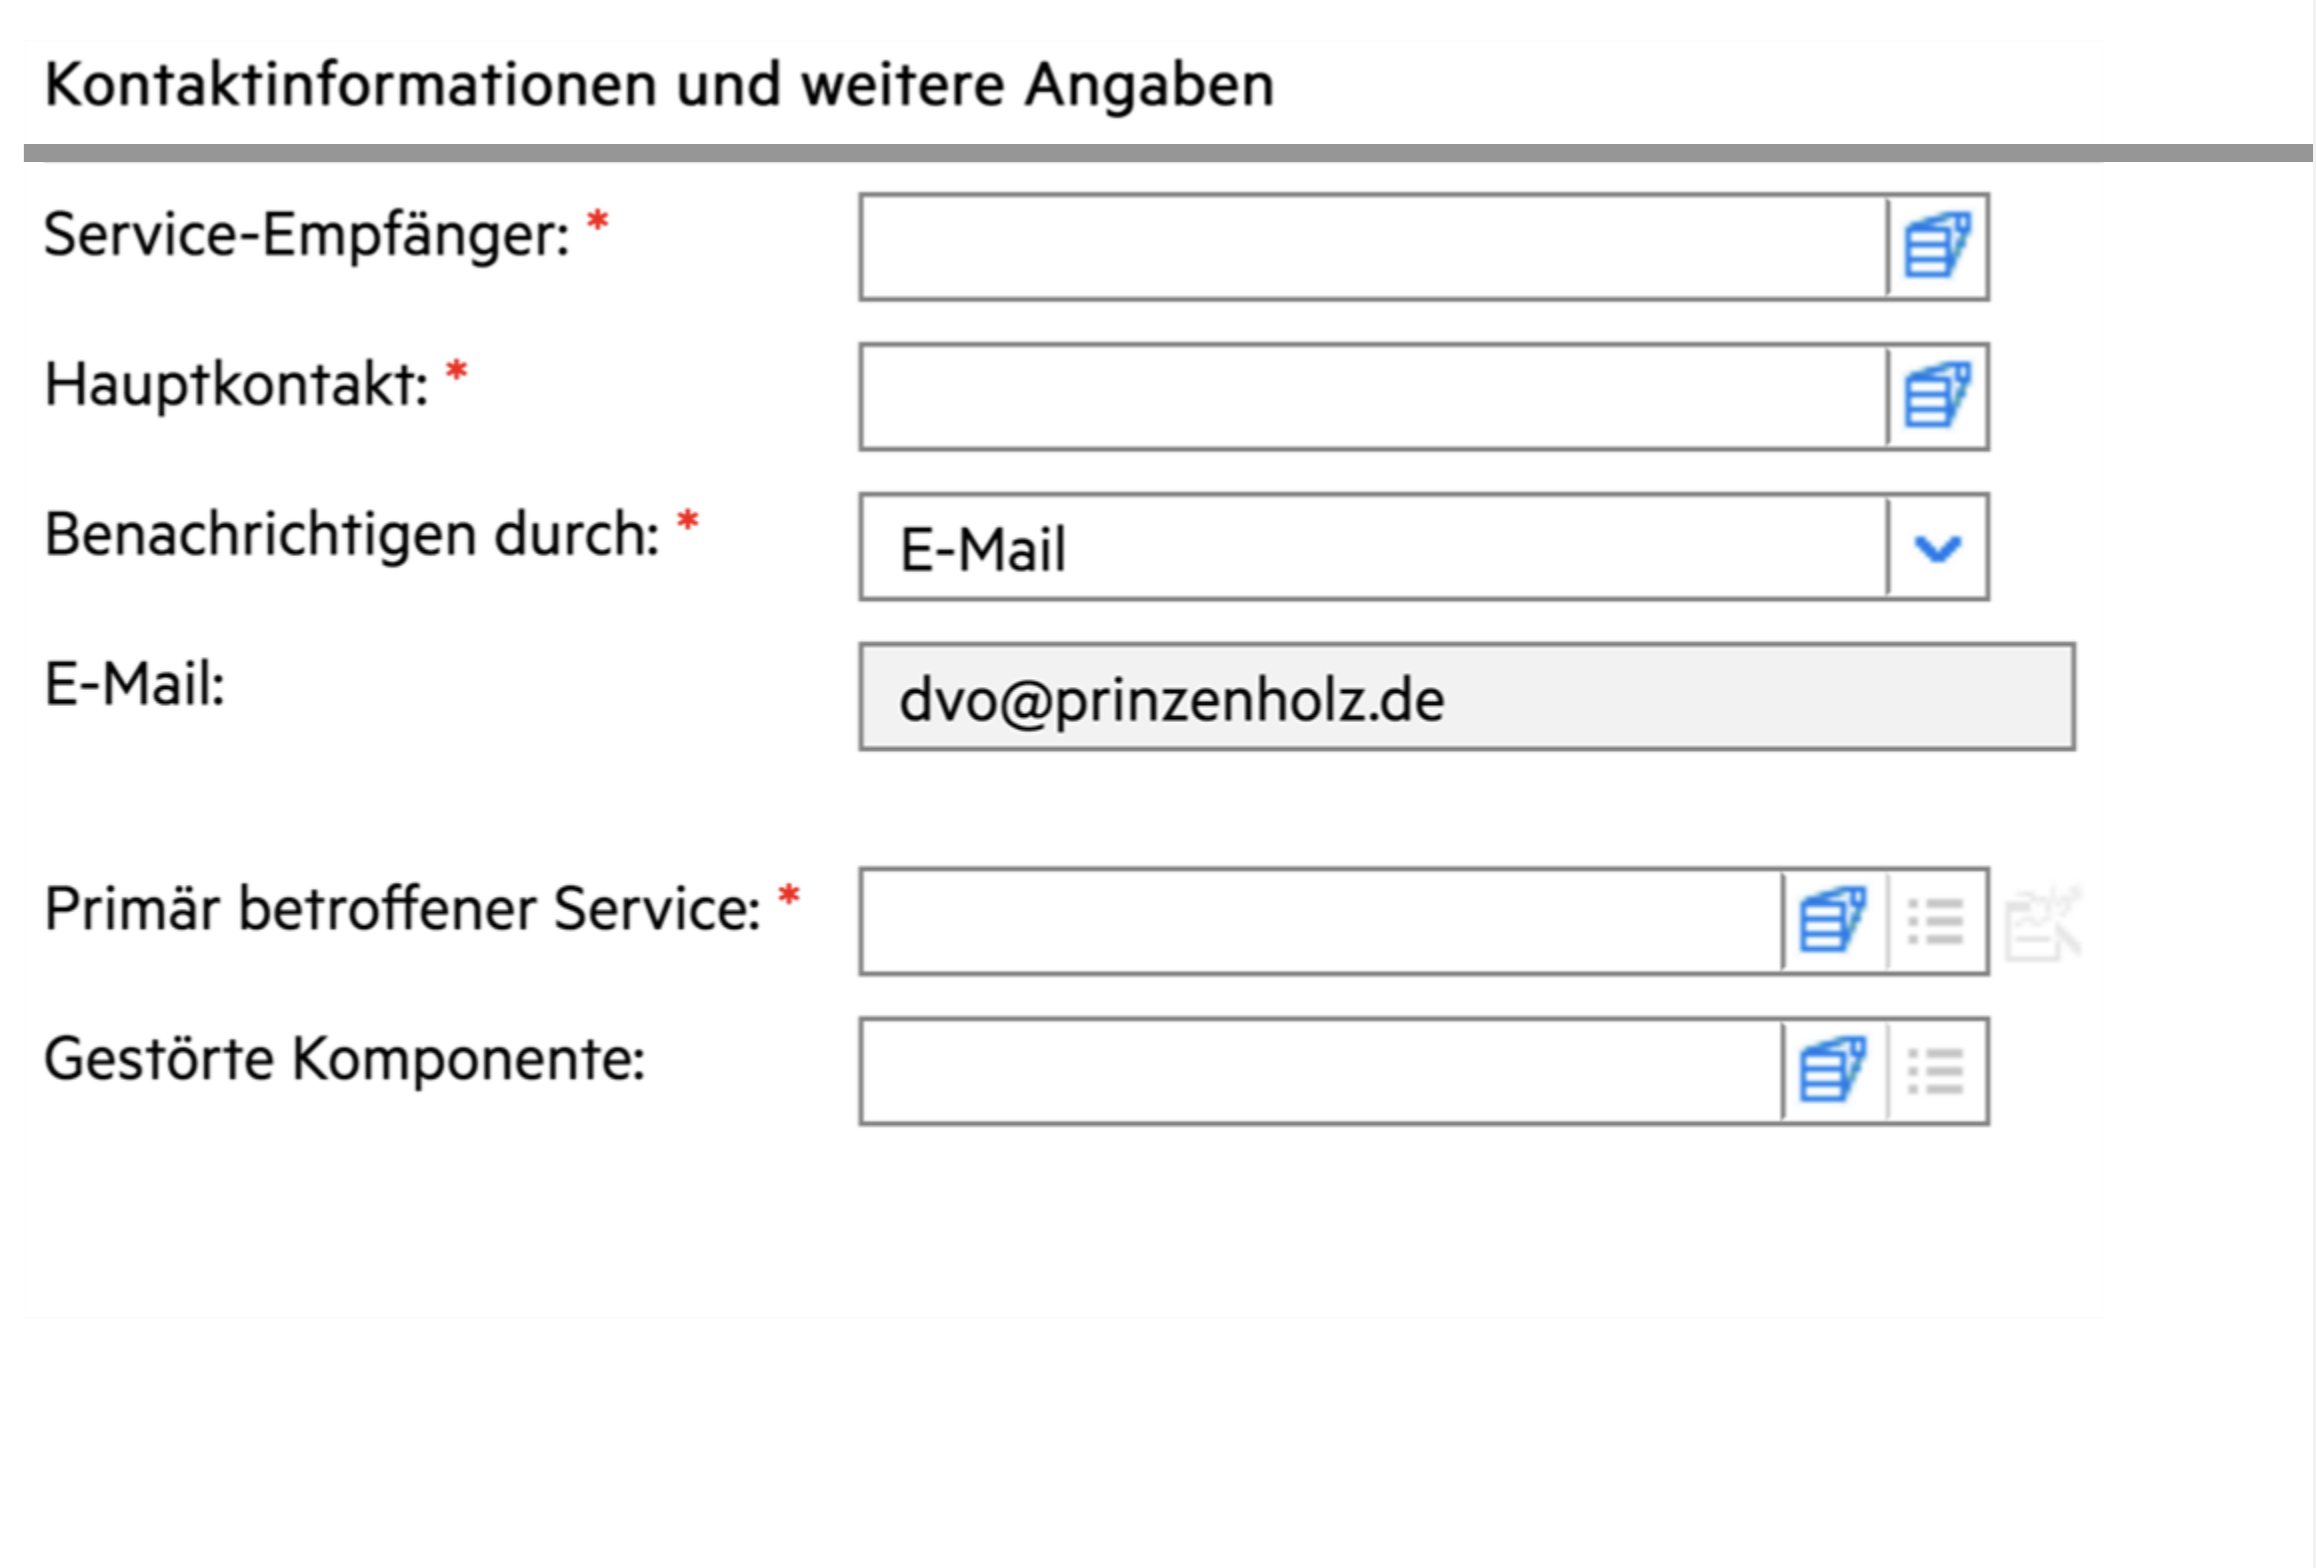 Kontaktinformationen und weitere Angaben
Service-Empfänger: *
Hauptkontakt: *
Benachrichtigen durch: * E-Mail
E-Mail: dvo@prinzenholz.de
Primär betroffener Service: *
Gestörte Komponente: